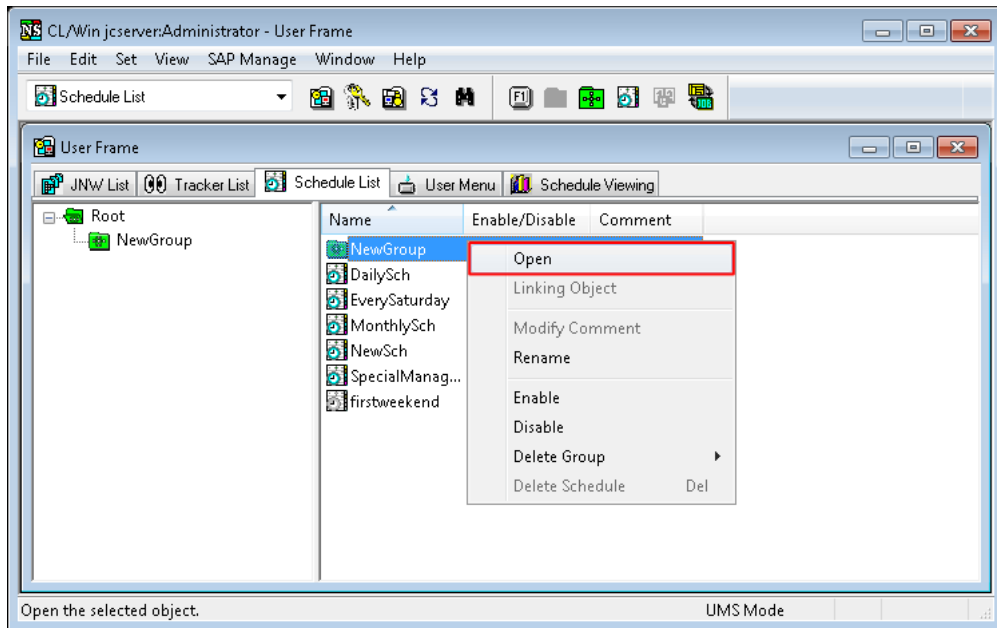 CL/Win jcserver:Administrator - User Frame
File Edit Set View SAP Manage Window Help
Schedule List
F1
User Frame
JNW List Tracker List Schedule List User Menu Schedule Viewing
Root
NewGroup
Name Enable/Disable Comment
NewGroup
DailySch
EverySaturday
MonthlySch
NewSch
SpecialManag...
firstweekend
Open
Linking Object
Modify Comment
Rename
Enable
Disable
Delete Group
Delete Schedule Del
Open the selected object. UMS Mode